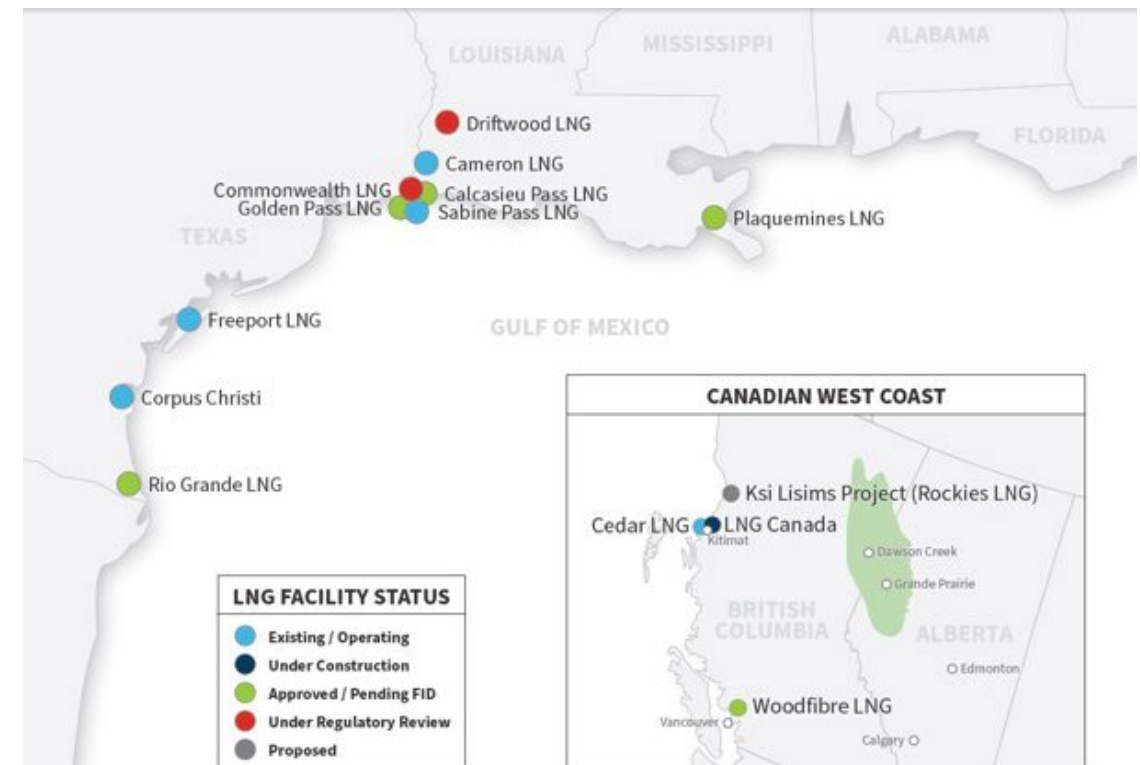 LOUISIANA
MISSISSIPPI
ALABAMA
FLORIDA
Driftwood LNG
Cameron LNG
Commonwealth LNG
Calcasieu Pass LNG
Golden Pass LNG
Sabine Pass LNG
Plaquemines LNG
TEXAS
Freeport LNG
GULF OF MEXICO
Corpus Christi
Rio Grande LNG
CANADIAN WEST COAST
Ksi Lisims Project (Rockies LNG)
Cedar LNG
LNG Canada
Kitimat
Dawson Creek
Grande Prairie
BRITISH
COLUMBIA
ALBERTA
Edmonton
Woodfibre LNG
Vancouver
Calgary
LNG FACILITY STATUS
Existing / Operating
Under Construction
Approved / Pending FID
Under Regulatory Review
Proposed